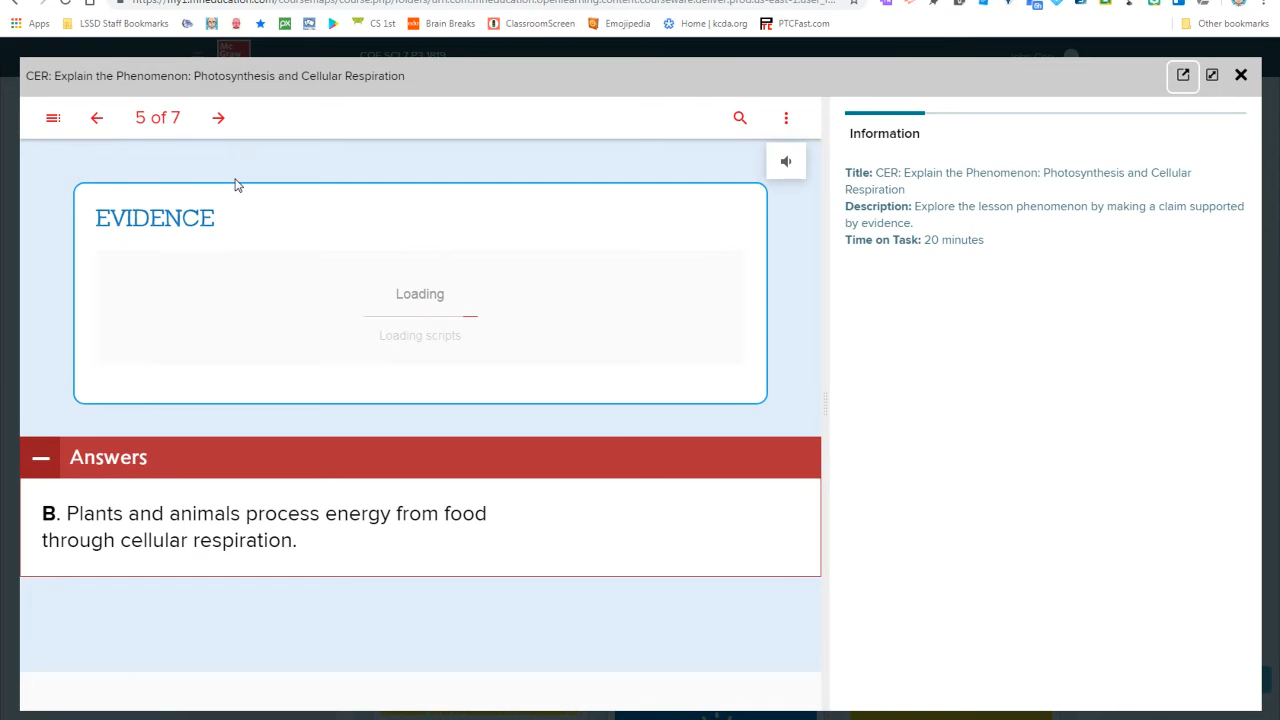 Apps LSSD Staff Bookmarks CS 1st Brain Breaks ClassroomScreen Emojipedia Home | kcda.org PTCFast.com Other bookmarks
CER: Explain the Phenomenon: Photosynthesis and Cellular Respiration
5 of 7
EVIDENCE
Loading
Loading scripts
Answers
B. Plants and animals process energy from food
through cellular respiration.
Information
Title: CER: Explain the Phenomenon: Photosynthesis and Cellular
Respiration
Description: Explore the lesson phenomenon by making a claim supported
by evidence.
Time on Task: 20 minutes